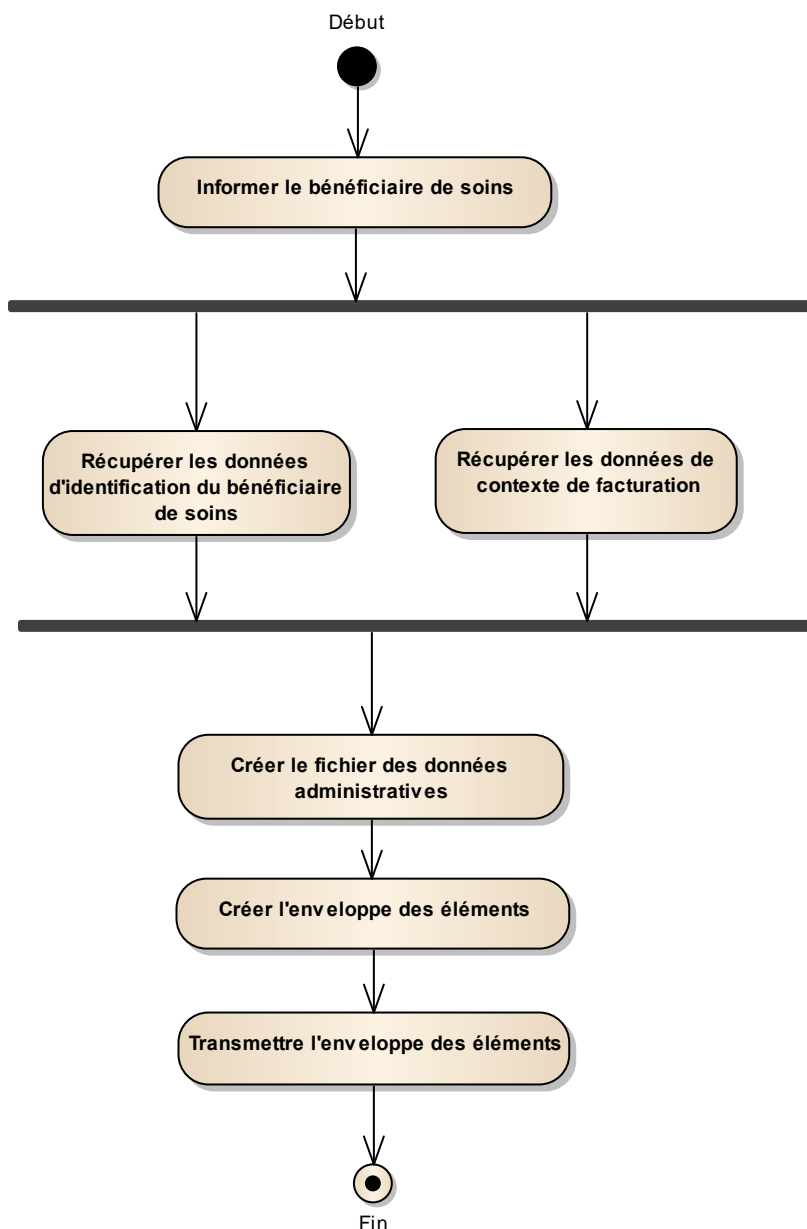 Début
Informer le bénéficiaire de soins
Récupérer les données
d'identification du bénéficiaire
de soins
Récupérer les données de
contexte de facturation
Créer le fichier des données
administratives
Créer l'enveloppe des éléments
Transmettre l'enveloppe des éléments
Fin